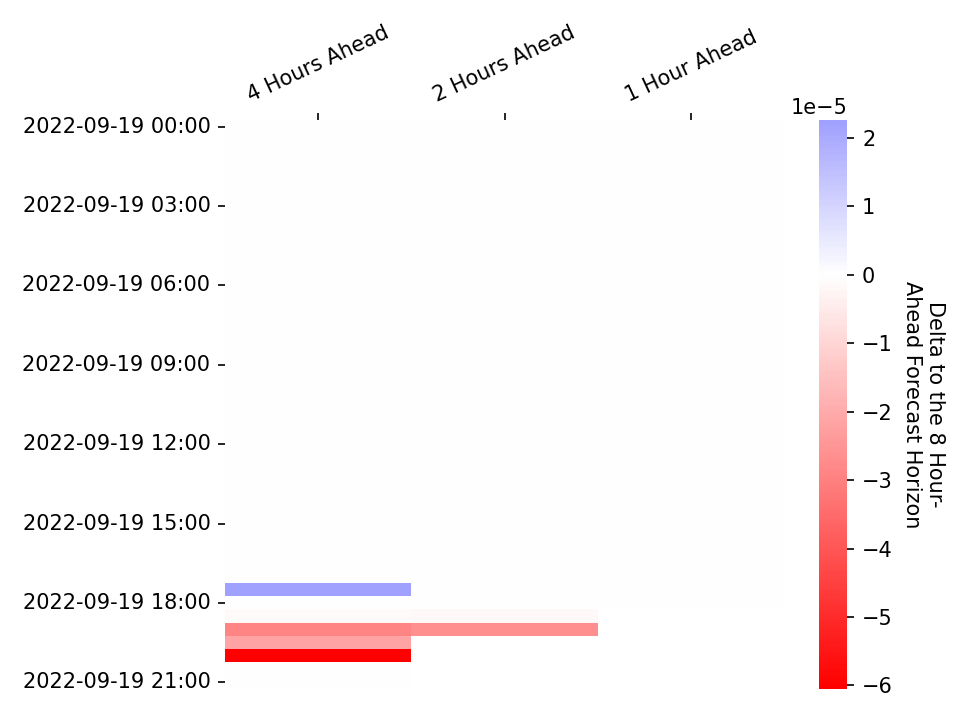 4 Hours Ahead
2 Hours Ahead
1 Hour Ahead
2022-09-19 00:00
2022-09-19 03:00
2022-09-19 06:00
2022-09-19 09:00
2022-09-19 12:00
2022-09-19 15:00
2022-09-19 18:00
2022-09-19 21:00
1e−5
2
1
0
−1
−2
−3
−4
−5
−6
Delta to the 8 Hour-
Ahead Forecast Horizon